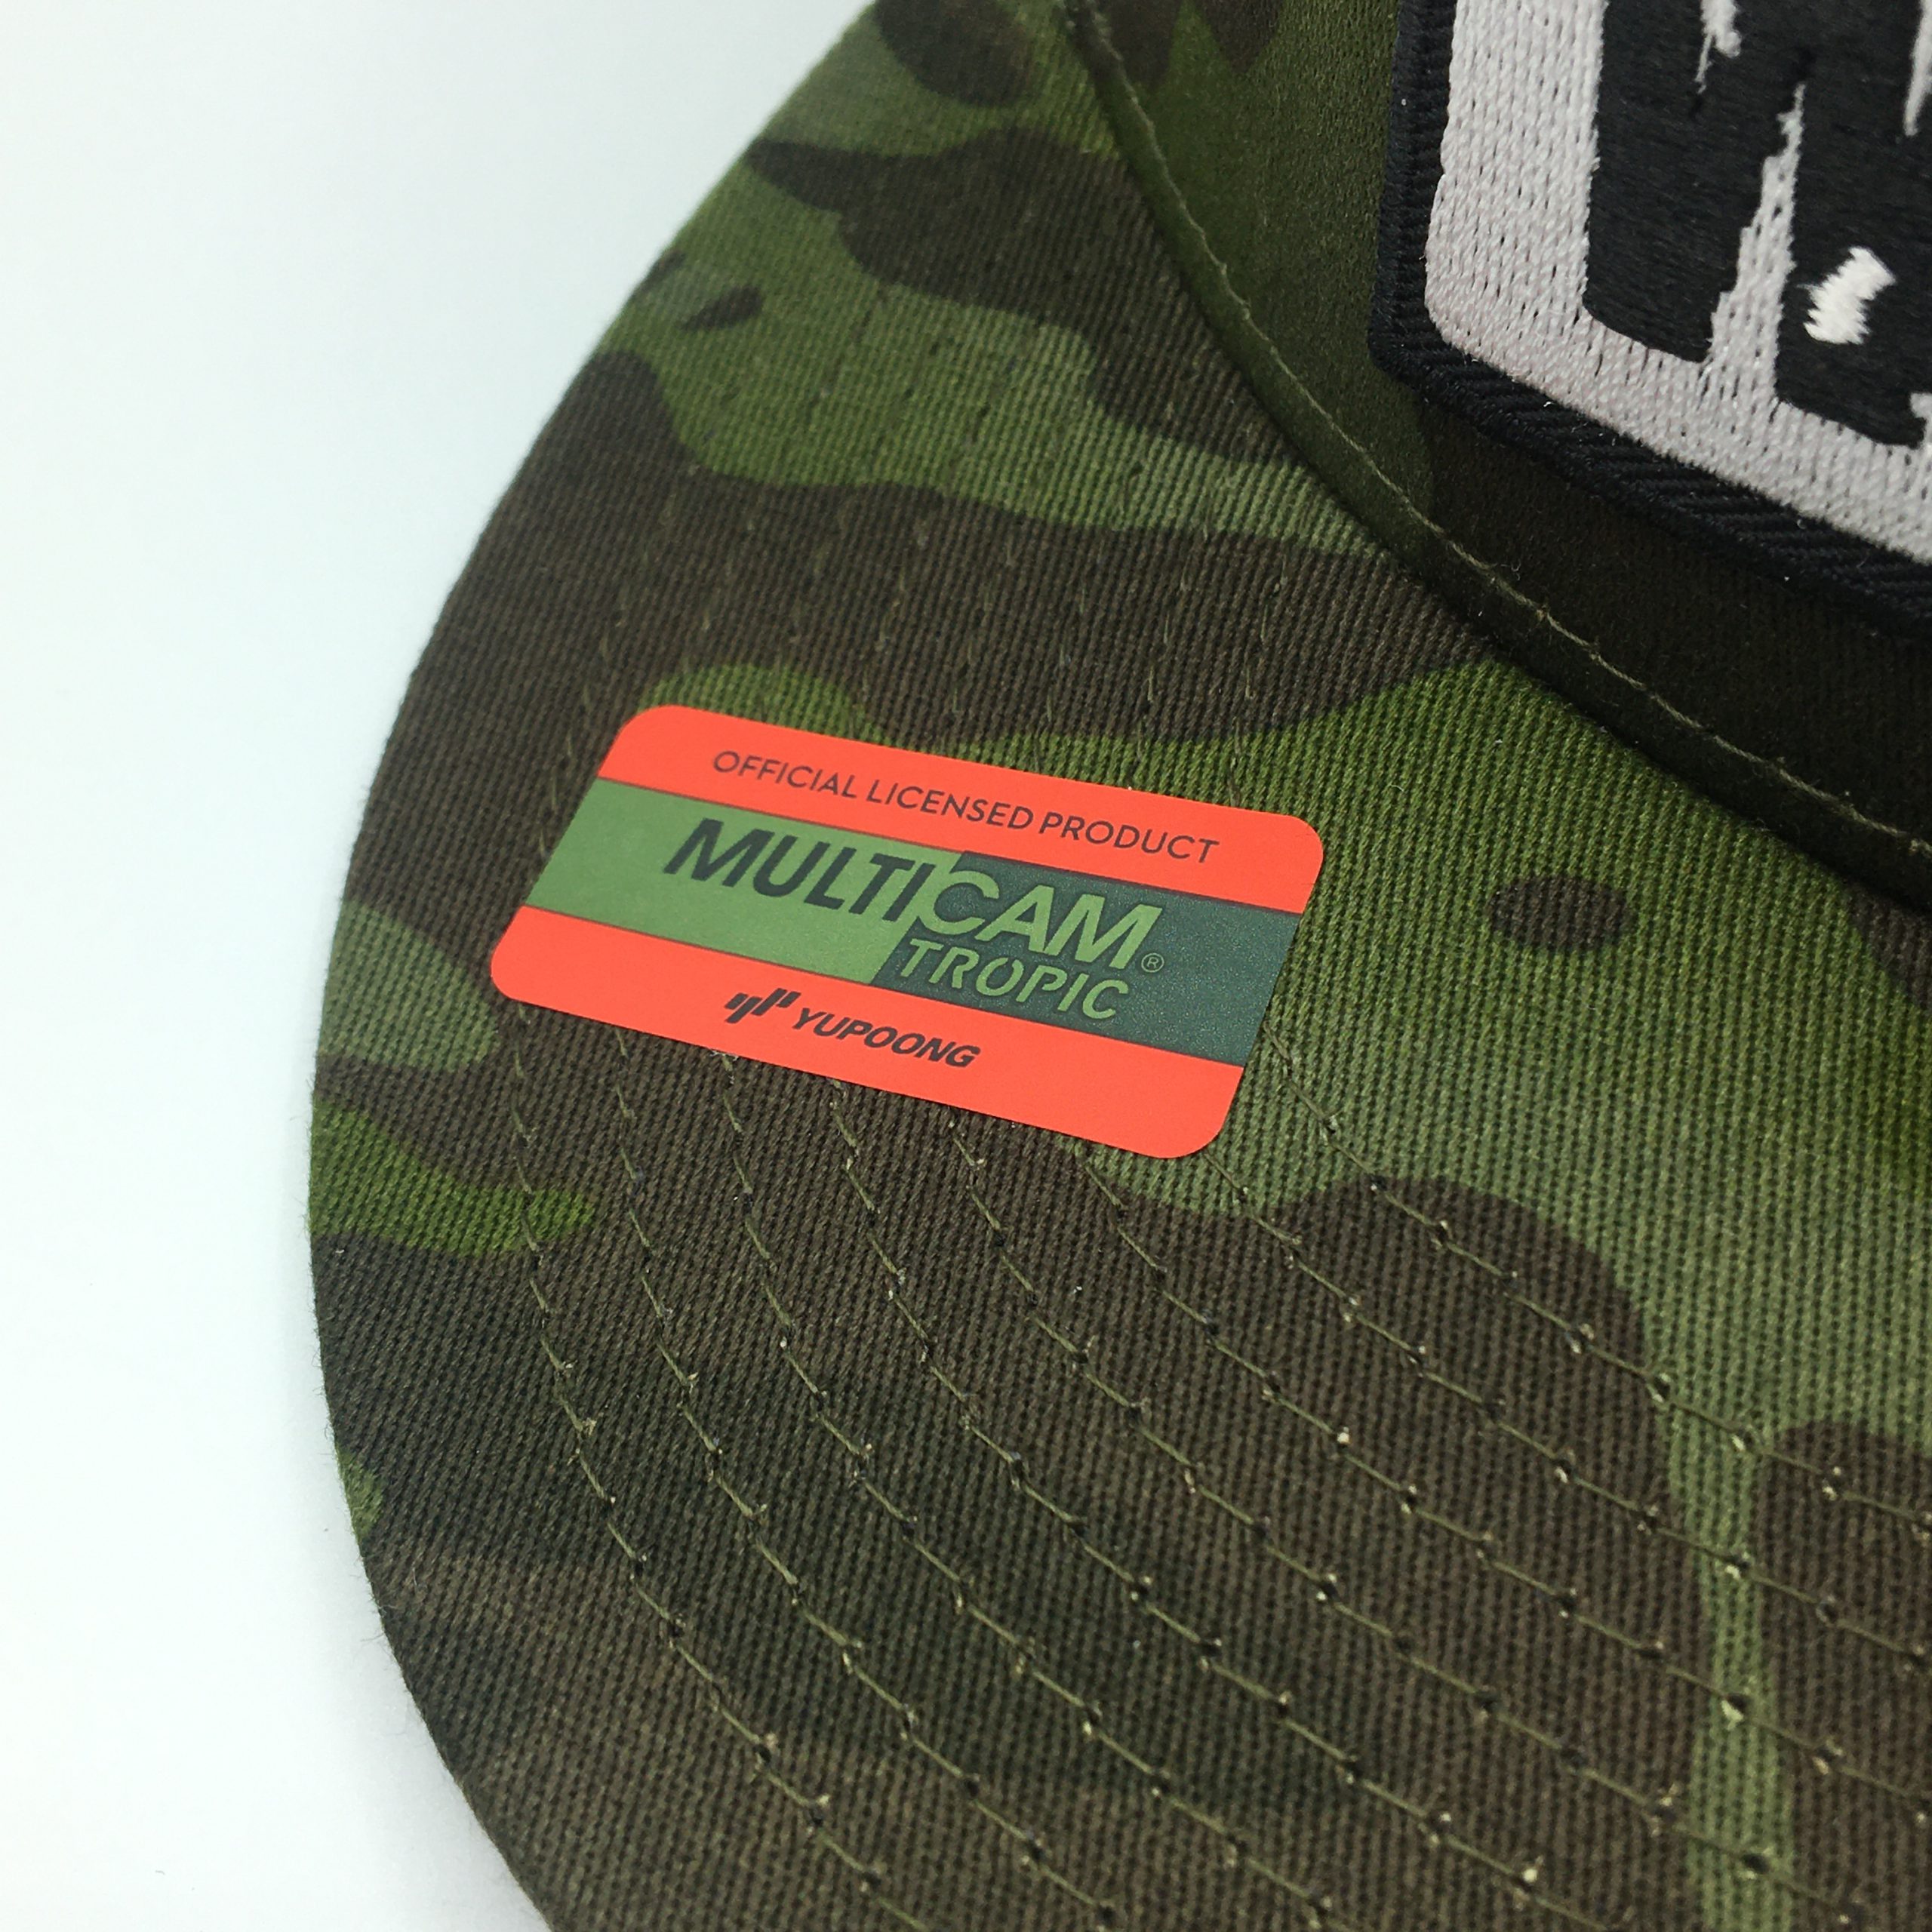 OFFICIAL LICENSED PRODUCT
MULTICAM®
TROPIC
YUPOONG